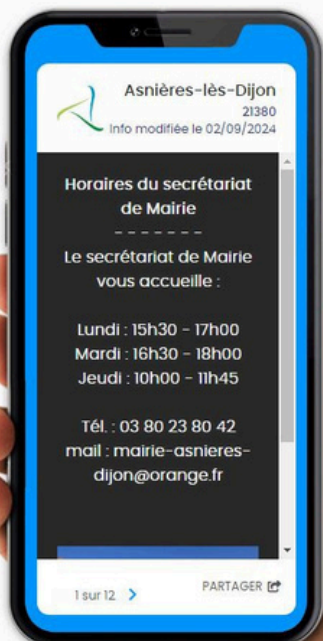 Asnières-lès-Dijon
21380
Info modifiée le 02/09/2024
Horaires du secrétariat
de Mairie
-------
Le secrétariat de Mairie
vous accueille :
Lundi : 15h30 - 17h00
Mardi : 16h30 - 18h00
Jeudi : 10h00 - 11h45
Tél. : 03 80 23 80 42
mail : mairie-asnieres-
dijon@orange.fr
1 sur 12 >
PARTAGER